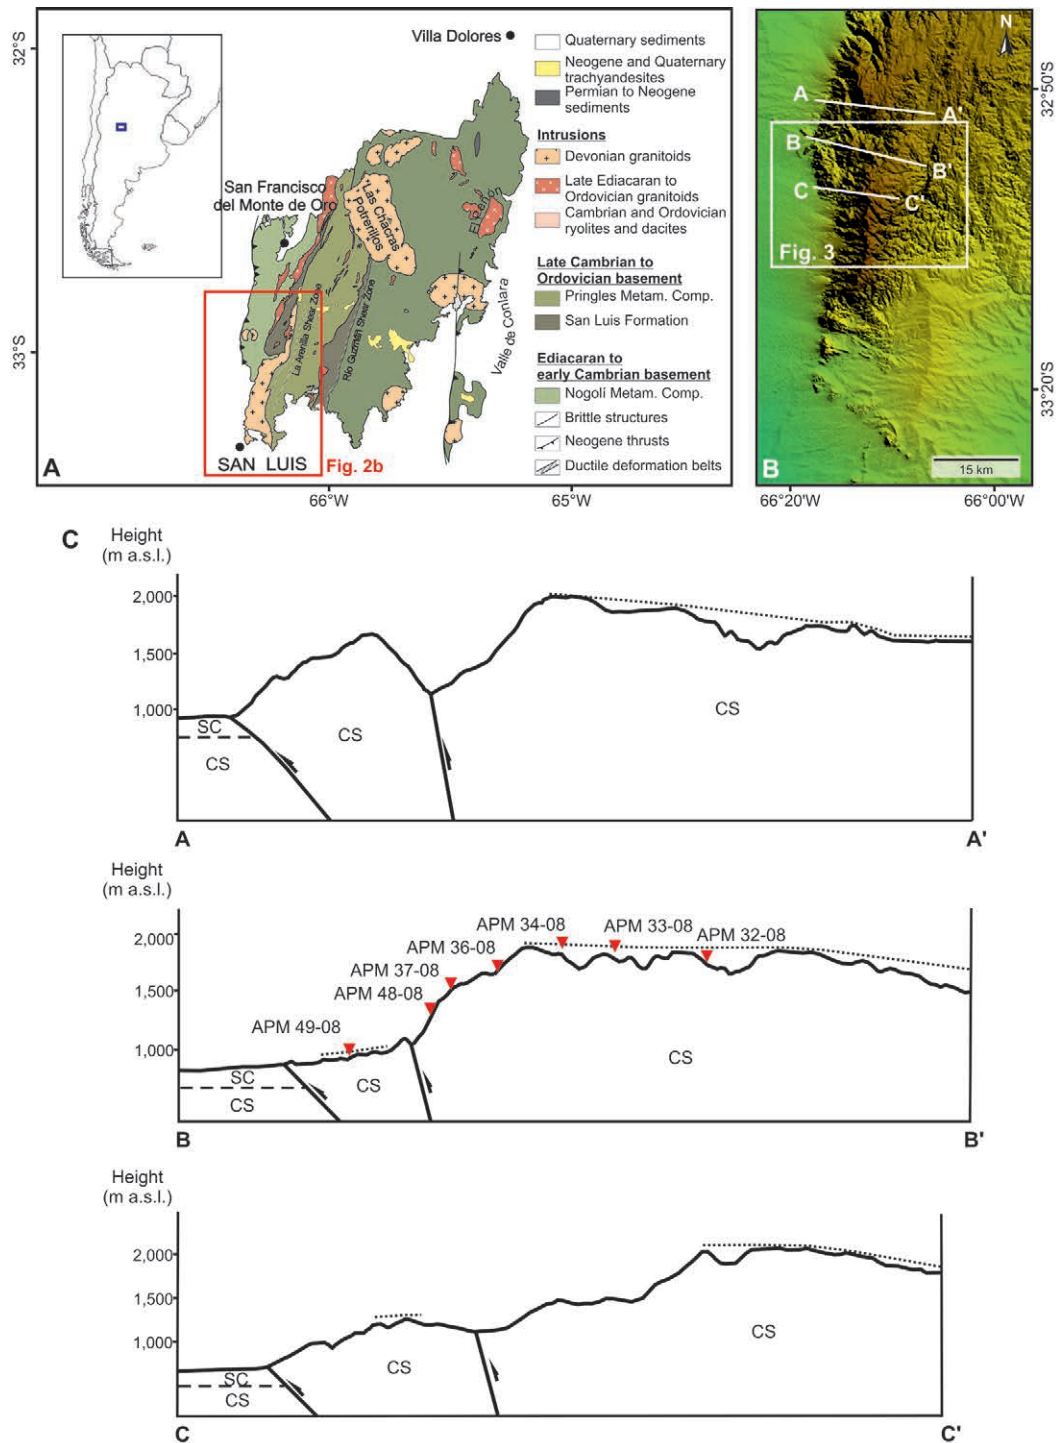 A
32°S
33°S
66°W
65°W
Villa Dolores
San Francisco
del Monte de Oro
Las Chacras
Potrerillos
El Peñón
La Arenilla Shear Zone
Río Guzmán Shear Zone
Valle de Conlara
SAN LUIS
Fig. 2b
Quaternary sediments
Neogene and Quaternary
trachyandesites
Permian to Neogene
sediments
Intrusions
Devonian granitoids
Late Ediacaran to
Ordovician granitoids
Cambrian and Ordovician
ryolites and dacites
Late Cambrian to
Ordovician basement
Pringles Metam. Comp.
San Luis Formation
Ediacaran to
early Cambrian basement
Nogolí Metam. Comp.
Brittle structures
Neogene thrusts
Ductile deformation belts
B
N
A
A'
B
B'
C
C'
Fig. 3
15 km
32°50'S
33°20'S
66°20'W
66°00'W
C
Height
(m a.s.l.)
2,000
1,500
1,000
SC
CS
CS
CS
A
A'
Height
(m a.s.l.)
2,000
1,500
1,000
APM 34-08
APM 33-08
APM 32-08
APM 36-08
APM 37-08
APM 48-08
APM 49-08
SC
CS
CS
CS
B
B'
Height
(m a.s.l.)
2,000
1,500
1,000
SC
CS
CS
CS
C
C'